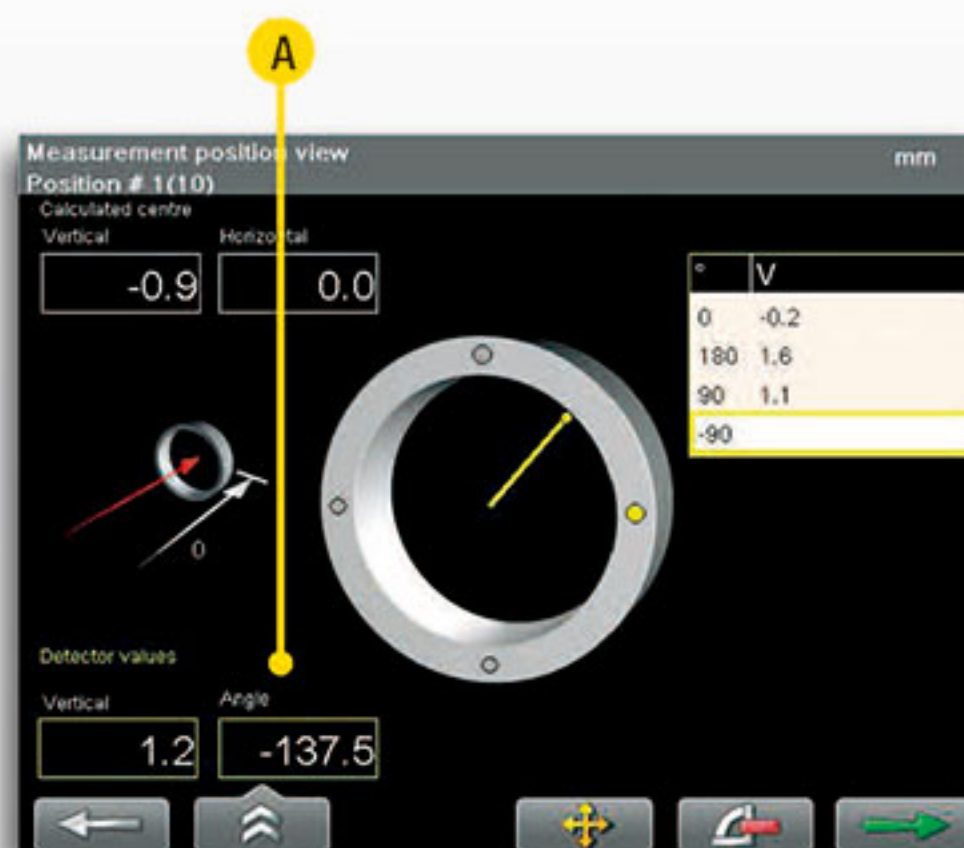 A
Measurement position view mm
Position # 1(10)
Calculated centre
Vertical Horizontal
-0.9 0.0
° V
0 -0.2
180 1.6
90 1.1
-90
0
Detector values
Vertical Angle
1.2 -137.5